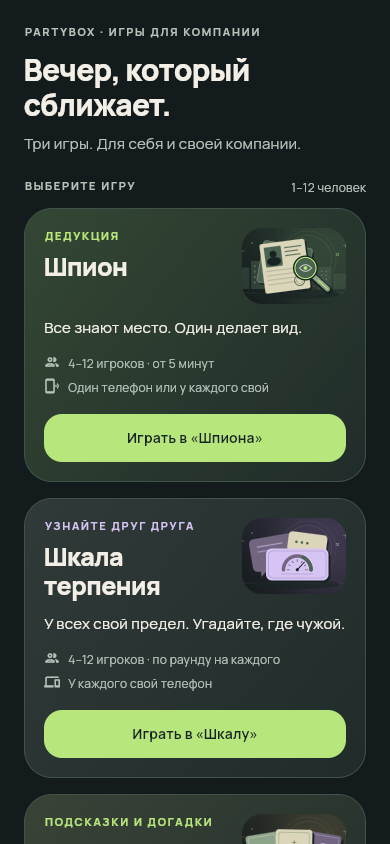 PARTYBOX · ИГРЫ ДЛЯ КОМПАНИИ
Вечер, который
сближает.
Три игры. Для себя и своей компании.
ВЫБЕРИТЕ ИГРУ
1–12 человек
ДЕДУКЦИЯ
Шпион
Все знают место. Один делает вид.
4–12 игроков · от 5 минут
Один телефон или у каждого свой
Играть в «Шпиона»
УЗНАЙТЕ ДРУГ ДРУГА
Шкала
терпения
У всех свой предел. Угадайте, где чужой.
4–12 игроков · по раунду на каждого
У каждого свой телефон
Играть в «Шкалу»
ПОДСКАЗКИ И ДОГАДКИ